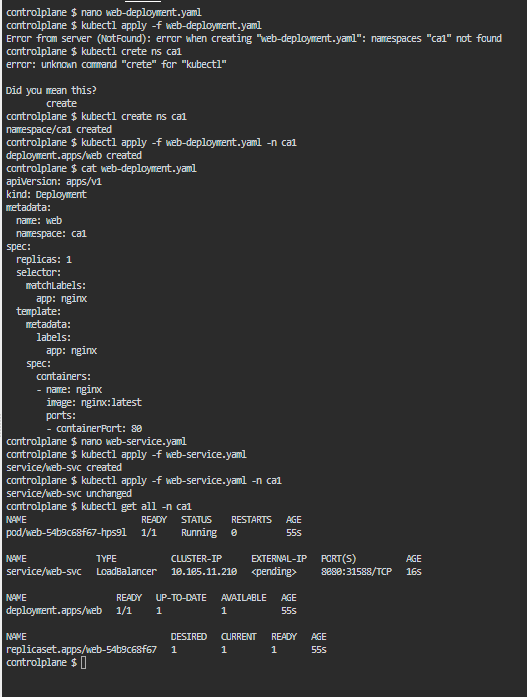 controlplane $ nano web-deployment.yaml
controlplane $ kubectl apply -f web-deployment.yaml
Error from server (NotFound): error when creating "web-deployment.yaml": namespaces "ca1" not found
controlplane $ kubectl crete ns ca1
error: unknown command "crete" for "kubectl"

Did you mean this?
        create
controlplane $ kubectl create ns ca1
namespace/ca1 created
controlplane $ kubectl apply -f web-deployment.yaml -n ca1
deployment.apps/web created
controlplane $ cat web-deployment.yaml
apiVersion: apps/v1
kind: Deployment
metadata:
  name: web
  namespace: ca1
spec:
  replicas: 1
  selector:
    matchLabels:
      app: nginx
  template:
    metadata:
      labels:
        app: nginx
    spec:
      containers:
      - name: nginx
        image: nginx:latest
        ports:
        - containerPort: 80
controlplane $ nano web-service.yaml
controlplane $ kubectl apply -f web-service.yaml
service/web-svc created
controlplane $ kubectl apply -f web-service.yaml -n ca1
service/web-svc unchanged
controlplane $ kubectl get all -n ca1
NAME                       READY   STATUS    RESTARTS   AGE
pod/web-54b9c68f67-hps9l   1/1     Running   0          55s

NAME              TYPE           CLUSTER-IP      EXTERNAL-IP   PORT(S)          AGE
service/web-svc   LoadBalancer   10.105.11.210   <pending>     8080:31588/TCP   16s

NAME                  READY   UP-TO-DATE   AVAILABLE   AGE
deployment.apps/web   1/1     1            1           55s

NAME                             DESIRED   CURRENT   READY   AGE
replicaset.apps/web-54b9c68f67   1         1         1       55s
controlplane $